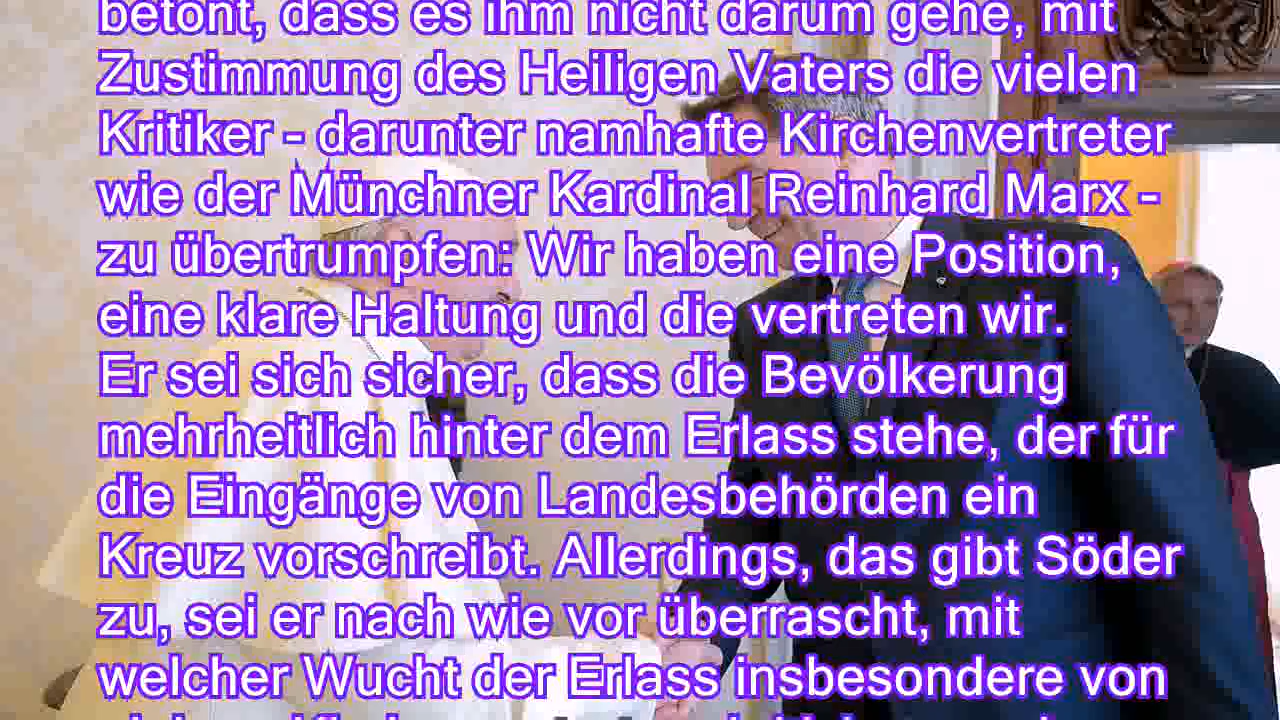 betont, dass es ihm nicht darum gehe, mit
Zustimmung des Heiligen Vaters die vielen
Kritiker - darunter namhafte Kirchenvertreter
wie der Münchner Kardinal Reinhard Marx -
zu übertrumpfen: Wir haben eine Position,
eine klare Haltung und die vertreten wir.
Er sei sich sicher, dass die Bevölkerung
mehrheitlich hinter dem Erlass stehe, der für
die Eingänge von Landesbehörden ein
Kreuz vorschreibt. Allerdings, das gibt Söder
zu, sei er nach wie vor überrascht, mit
welcher Wucht der Erlass insbesondere von